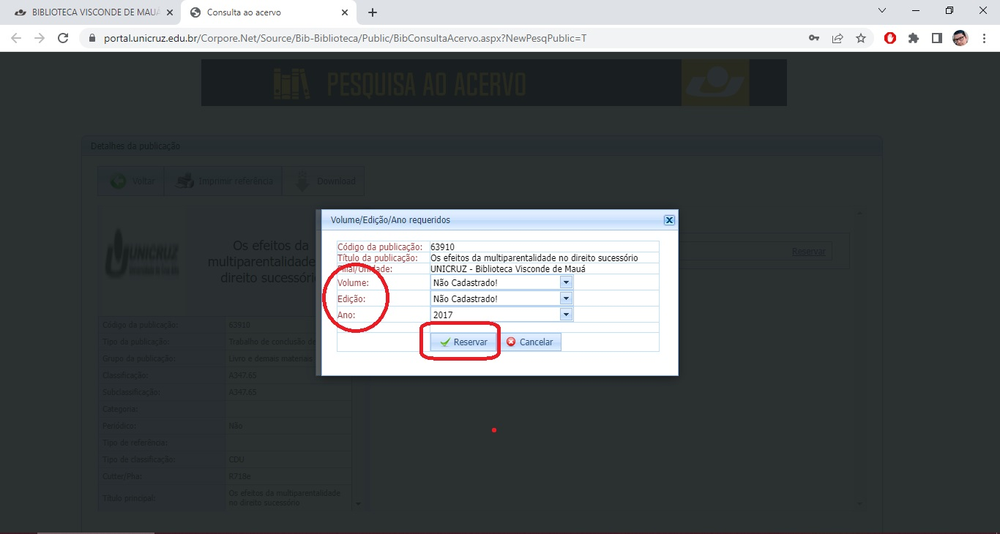 BIBLIOTECA VISCONDE DE MAUÁ
Consulta ao acervo
portal.unicruz.edu.br/Corpore.Net/Source/Bib-Biblioteca/Public/BibConsultaAcervo.aspx?NewPesqPublic=T
PESQUISA AO ACERVO
Detalhes da publicação
Voltar
Imprimir referência
Download
UNICRUZ
Os efeitos da
multiparentalidade
direito sucessóri
Reservar
Volume/Edição/Ano requeridos
Código da publicação: 63910
Título da publicação: Os efeitos da multiparentalidade no direito sucessório
Filial/Unidade: UNICRUZ - Biblioteca Visconde de Mauá
Volume: Não Cadastrado!
Edição: Não Cadastrado!
Ano: 2017
Reservar Cancelar
Código da publicação: 63910
Tipo da publicação: Trabalho de conclusão de
Grupo da publicação: Livro e demais materiais
Classificação: A347.65
Subclassificação: A347.65
Categoria:
Periódico: Não
Tipo de referência:
Tipo de classificação: CDU
Cutter/Pha: R718e
Título principal: Os efeitos da multiparentalidade
no direito sucessório